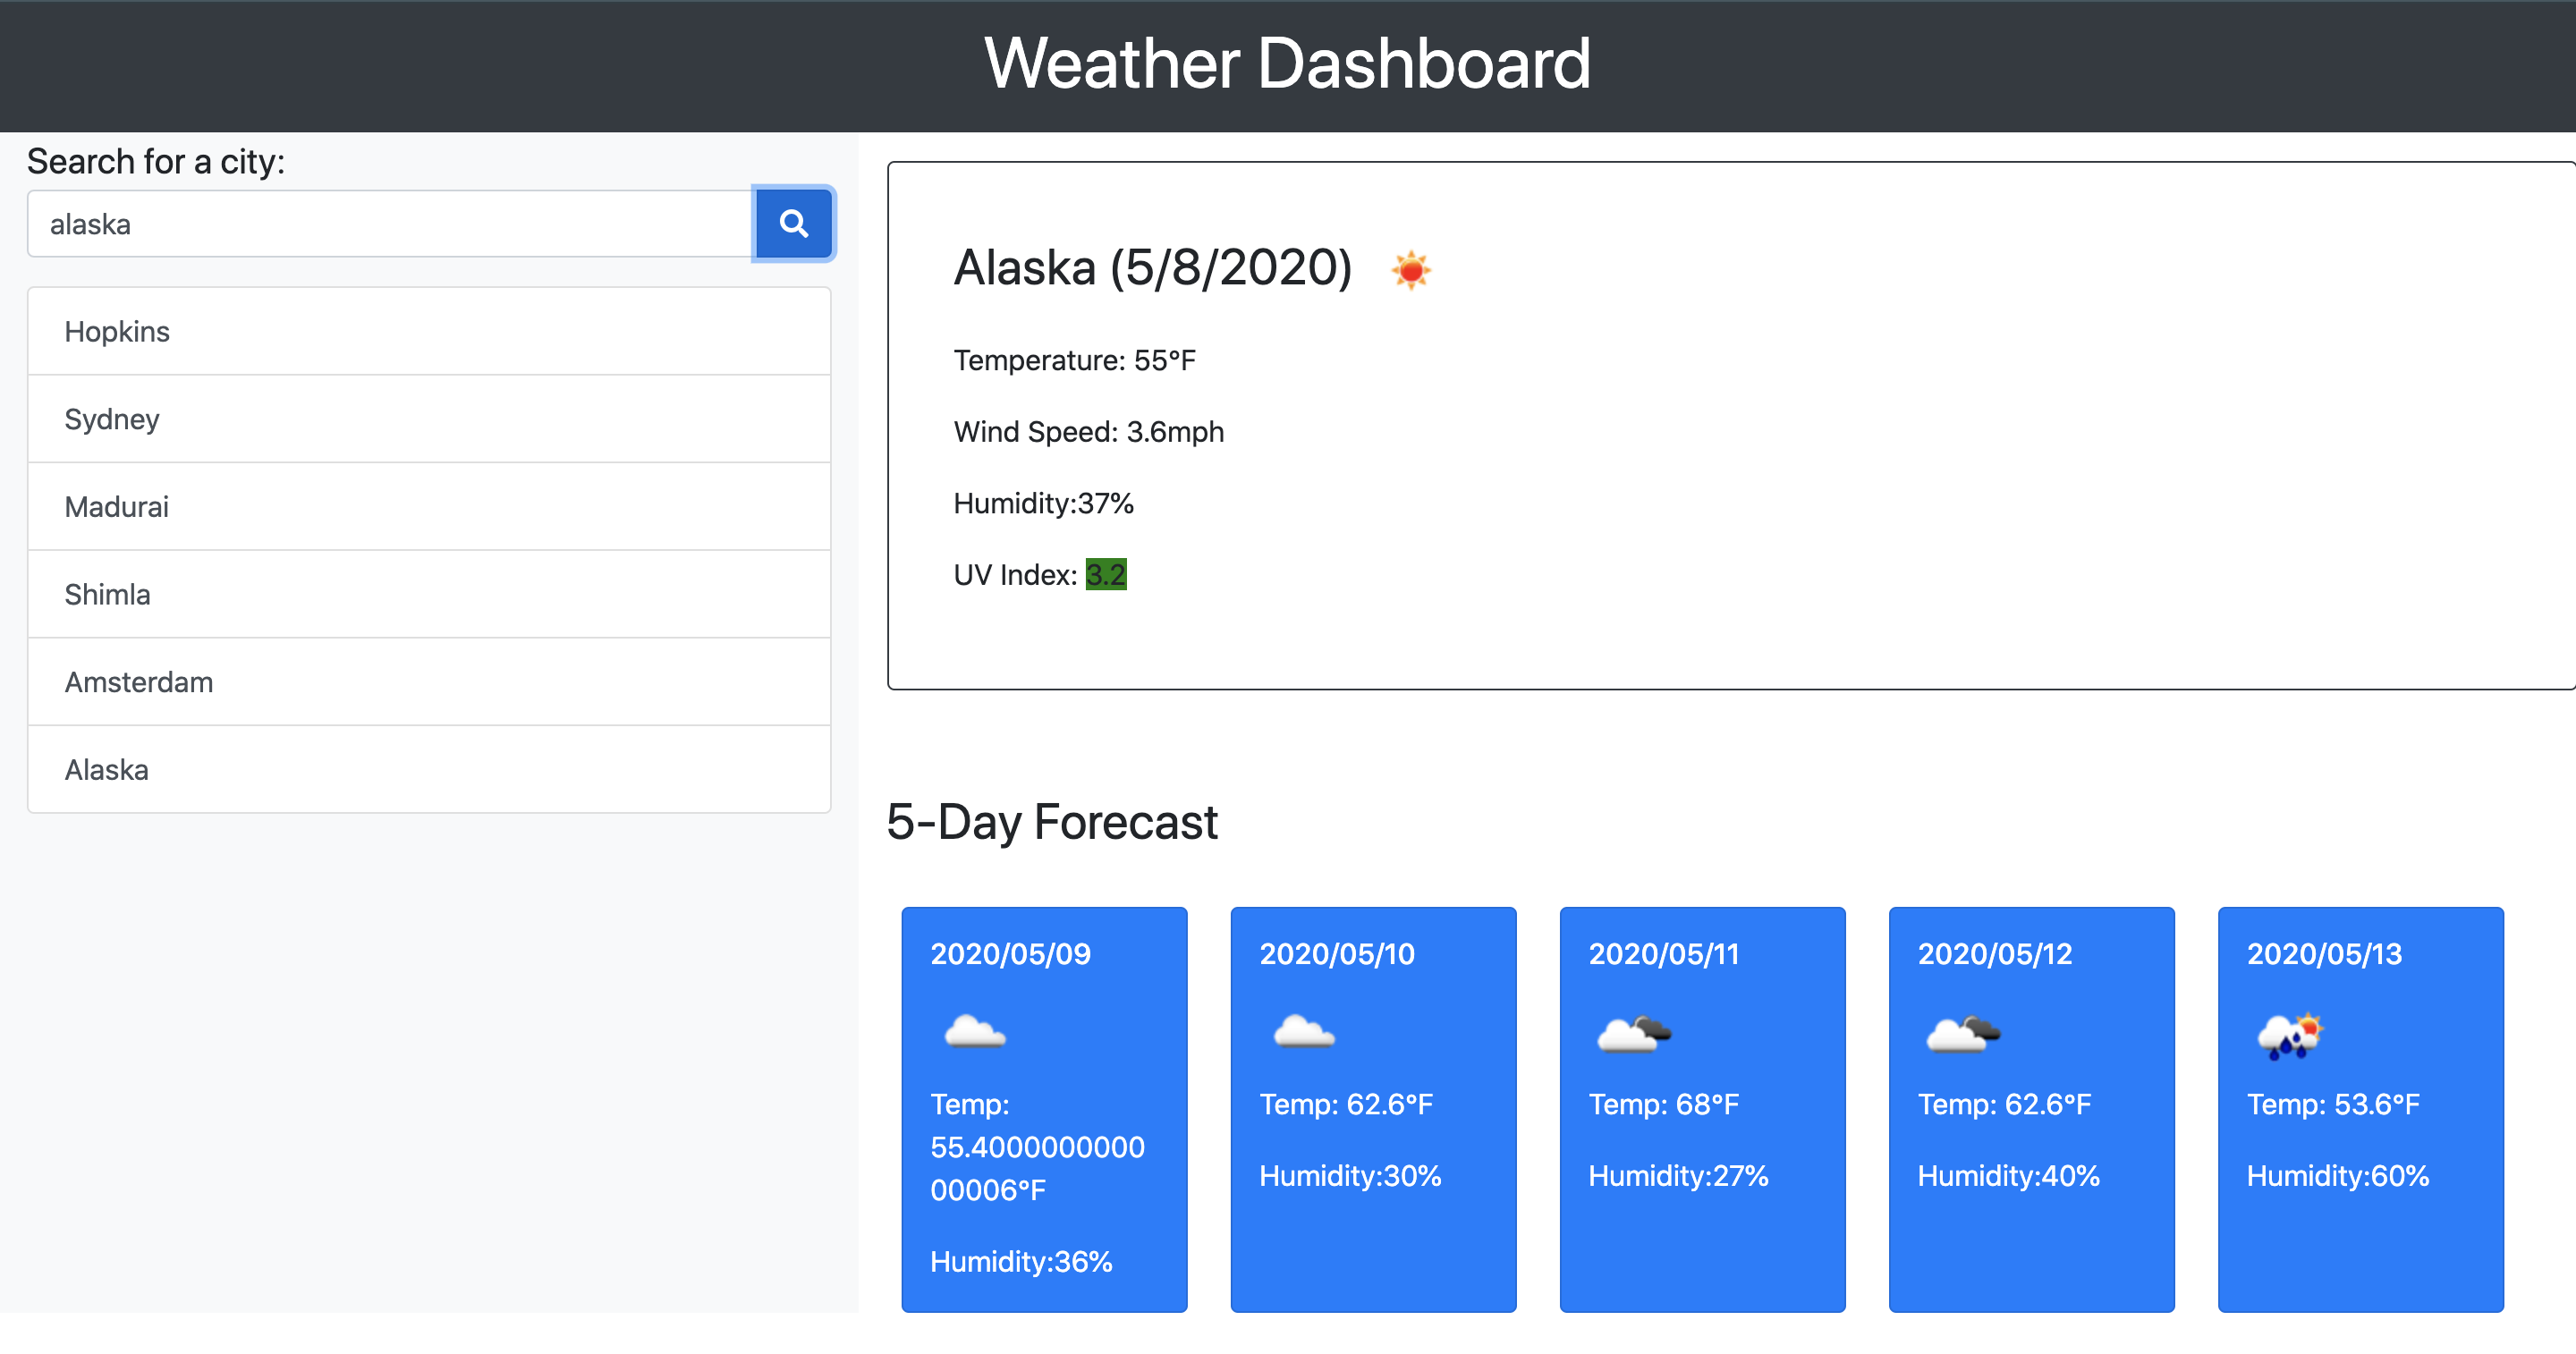 Weather Dashboard
Search for a city:
alaska
Hopkins
Sydney
Madurai
Shimla
Amsterdam
Alaska
Alaska (5/8/2020)
Temperature: 55°F
Wind Speed: 3.6mph
Humidity:37%
UV Index: 3.2
5-Day Forecast
2020/05/09
Temp:
55.4000000000
00006°F
Humidity:36%
2020/05/10
Temp: 62.6°F
Humidity:30%
2020/05/11
Temp: 68°F
Humidity:27%
2020/05/12
Temp: 62.6°F
Humidity:40%
2020/05/13
Temp: 53.6°F
Humidity:60%